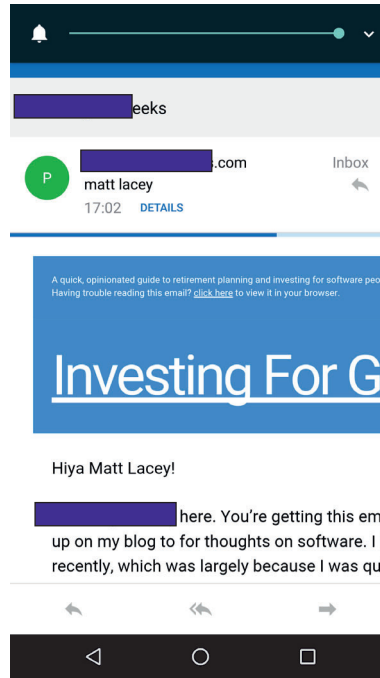 eeks
s.com
Inbox
P
matt lacey
17:02 DETAILS
A quick, opinionated guide to retirement planning and investing for software peo
Having trouble reading this email? click here to view it in your browser.
Investing For G
Hiya Matt Lacey!
here. You're getting this em
up on my blog to for thoughts on software. I
recently, which was largely because I was qu